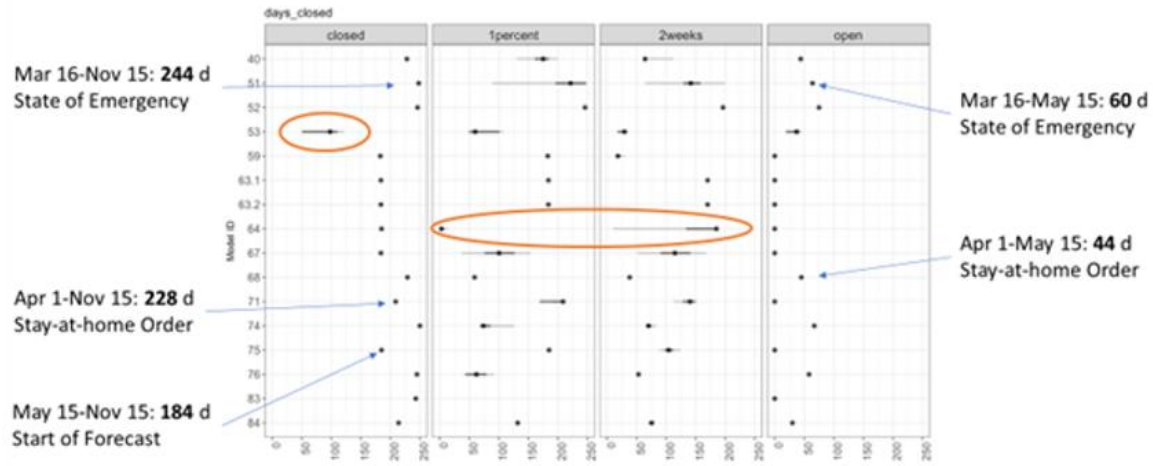 days_closed
closed 1percent 2weeks open
Mar 16-Nov 15: 244 d
State of Emergency
Mar 16-May 15: 60 d
State of Emergency
Apr 1-May 15: 44 d
Stay-at-home Order
Apr 1-Nov 15: 228 d
Stay-at-home Order
May 15-Nov 15: 184 d
Start of Forecast
Model ID
40
51
52
53
59
63.1
63.2
64
67
68
71
74
75
76
83
84
0 50 100 150 200 250 0 50 100 150 200 250 0 50 100 150 200 250 0 50 100 150 200 250